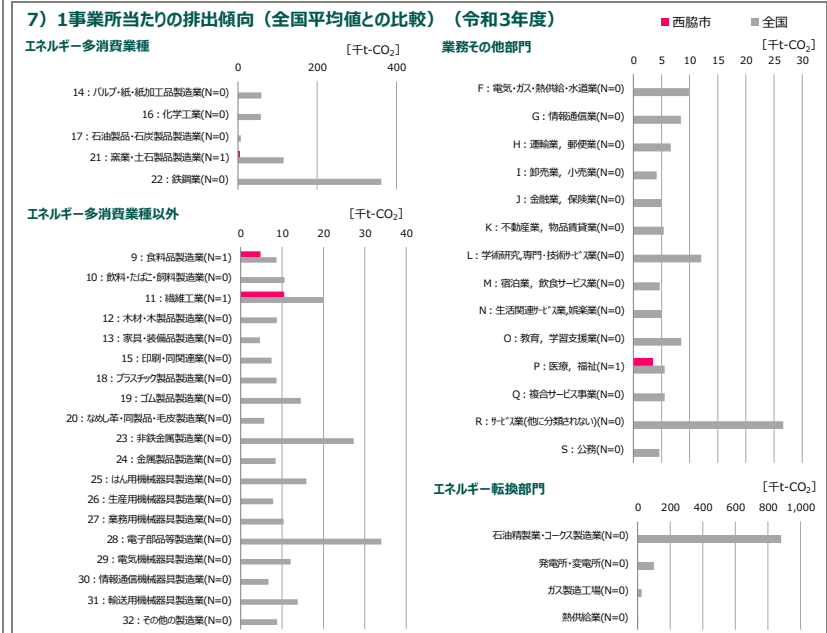 7）1事業所当たりの排出傾向（全国平均値との比較）（令和3年度）
西脇市 全国
エネルギー多消費業種
[千t-CO₂]
0 200 400
14：パルプ・紙・紙加工品製造業(N=0)
16：化学工業(N=0)
17：石油製品・石炭製品製造業(N=0)
21：窯業・土石製品製造業(N=1)
22：鉄鋼業(N=0)
エネルギー多消費業種以外
[千t-CO₂]
0 10 20 30 40
9：食料品製造業(N=1)
10：飲料・たばこ・飼料製造業(N=0)
11：繊維工業(N=1)
12：木材・木製品製造業(N=0)
13：家具・装備品製造業(N=0)
15：印刷・同関連業(N=0)
18：プラスチック製品製造業(N=0)
19：ゴム製品製造業(N=0)
20：なめし革・同製品・毛皮製造業(N=0)
23：非鉄金属製造業(N=0)
24：金属製品製造業(N=0)
25：はん用機械器具製造業(N=0)
26：生産用機械器具製造業(N=0)
27：業務用機械器具製造業(N=0)
28：電子部品等製造業(N=0)
29：電気機械器具製造業(N=0)
30：情報通信機械器具製造業(N=0)
31：輸送用機械器具製造業(N=0)
32：その他の製造業(N=0)
業務その他部門
[千t-CO₂]
0 5 10 15 20 25 30
F：電気・ガス・熱供給・水道業(N=0)
G：情報通信業(N=0)
H：運輸業，郵便業(N=0)
I：卸売業，小売業(N=0)
J：金融業，保険業(N=0)
K：不動産業，物品賃貸業(N=0)
L：学術研究,専門・技術ｻｰﾋﾞｽ業(N=0)
M：宿泊業，飲食サービス業(N=0)
N：生活関連ｻｰﾋﾞｽ業,娯楽業(N=0)
O：教育，学習支援業(N=0)
P：医療，福祉(N=1)
Q：複合サービス事業(N=0)
R：ｻｰﾋﾞｽ業(他に分類されない)(N=0)
S：公務(N=0)
エネルギー転換部門
[千t-CO₂]
0 200 400 600 800 1,000
石油精製業・コークス製造業(N=0)
発電所・変電所(N=0)
ガス製造工場(N=0)
熱供給業(N=0)